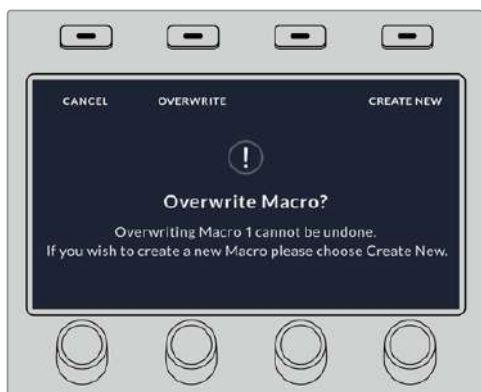 CANCEL OVERWRITE CREATE NEW
Overwrite Macro?
Overwriting Macro 1 cannot be undone.
If you wish to create a new Macro please choose Create New.